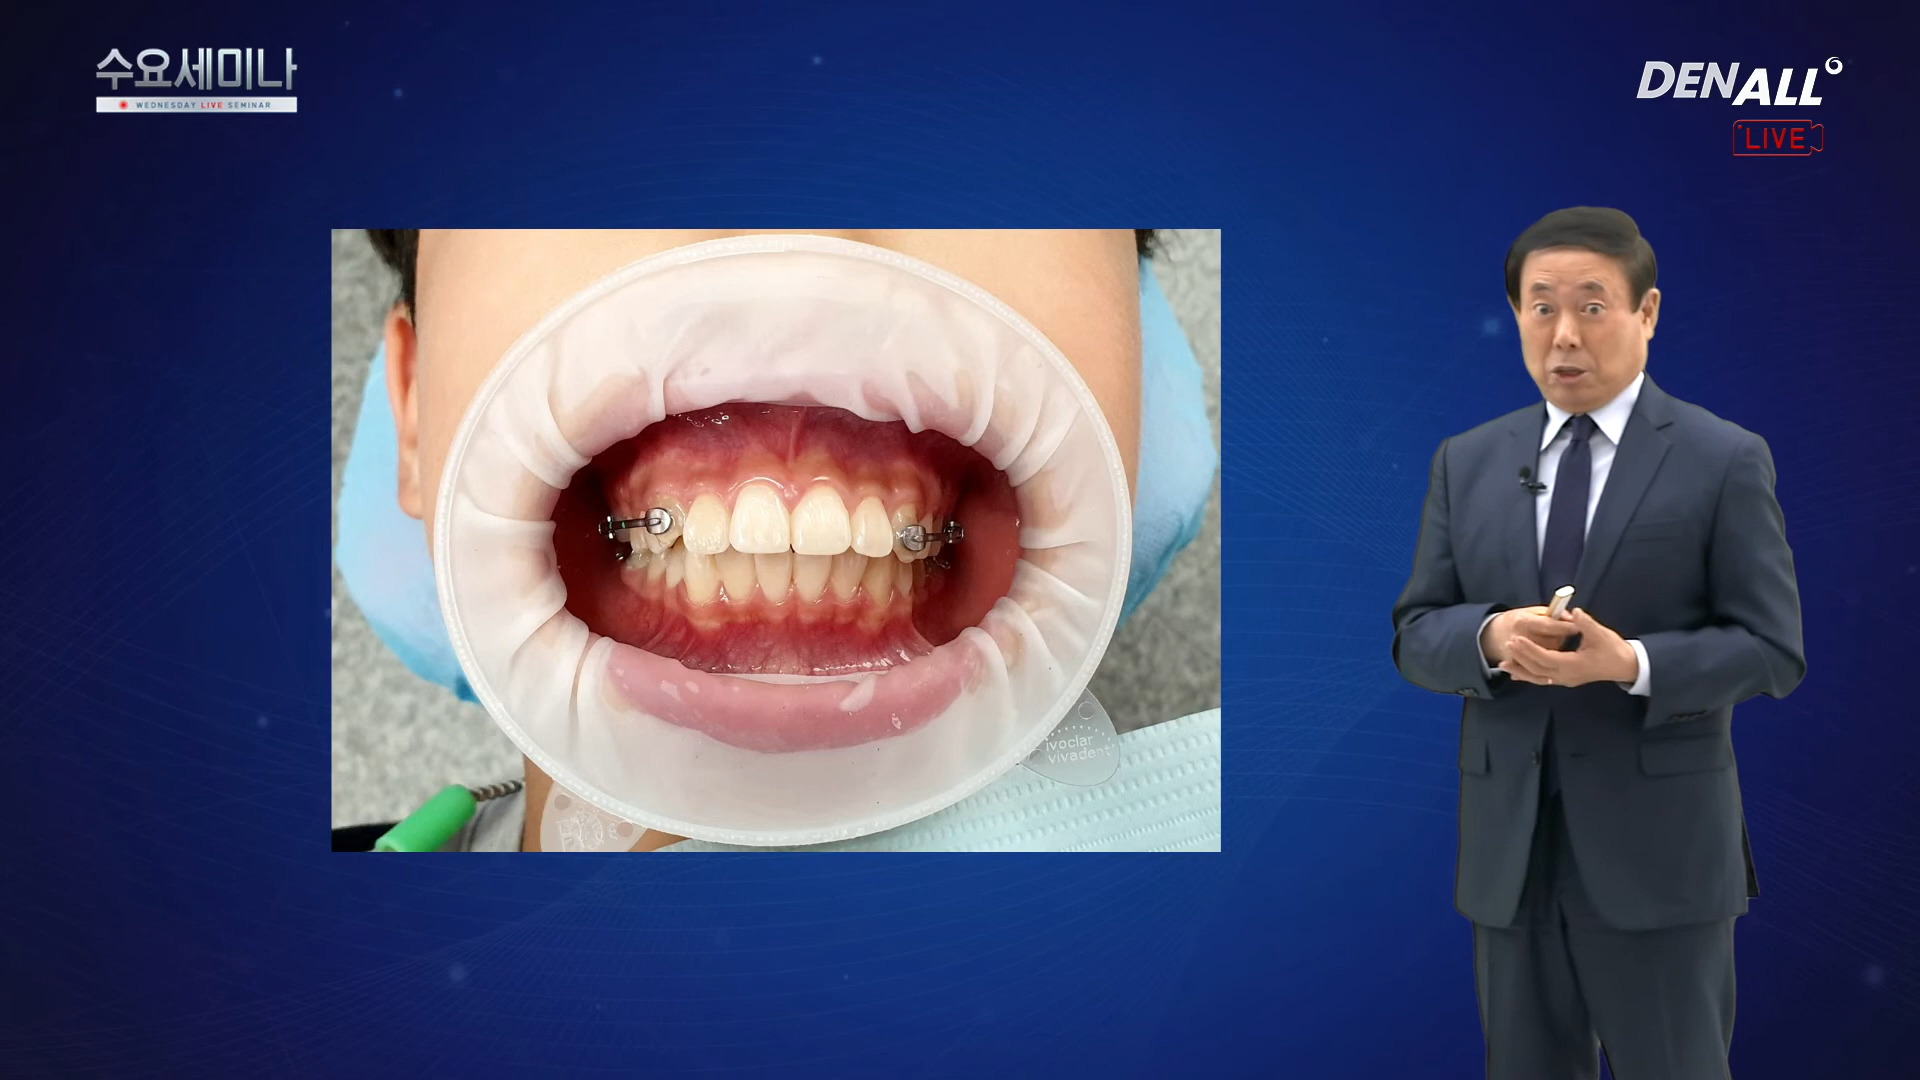 수요세미나
WEDNESDAY LIVE SEMINAR
DENALL
LIVE
ivoclar
vivadent